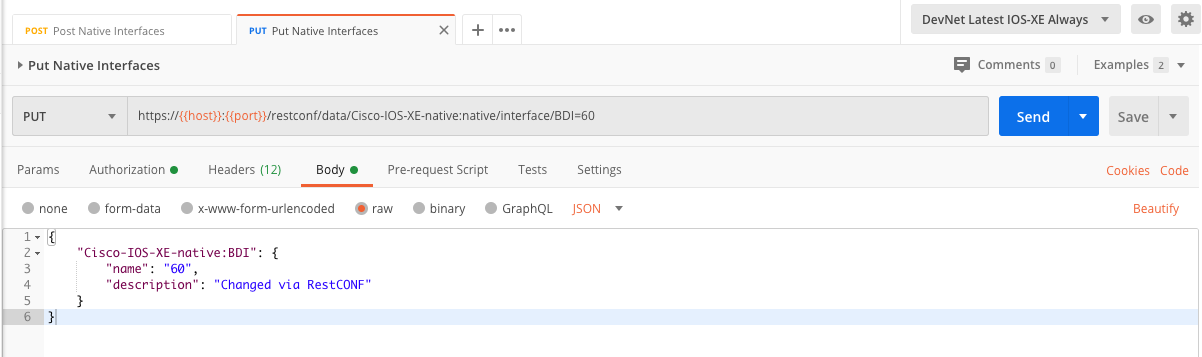 POST Post Native Interfaces
PUT Put Native Interfaces
DevNet Latest IOS-XE Always
Put Native Interfaces
Comments 0
Examples 2
PUT
https://{{host}}:{{port}}/restconf/data/Cisco-IOS-XE-native:native/interface/BDI=60
Send
Save
Params Authorization Headers (12) Body Pre-request Script Tests Settings Cookies Code
none form-data x-www-form-urlencoded raw binary GraphQL JSON Beautify
1 {
2 "Cisco-IOS-XE-native:BDI": {
3 "name": "60",
4 "description": "Changed via RestCONF"
5 }
6 }